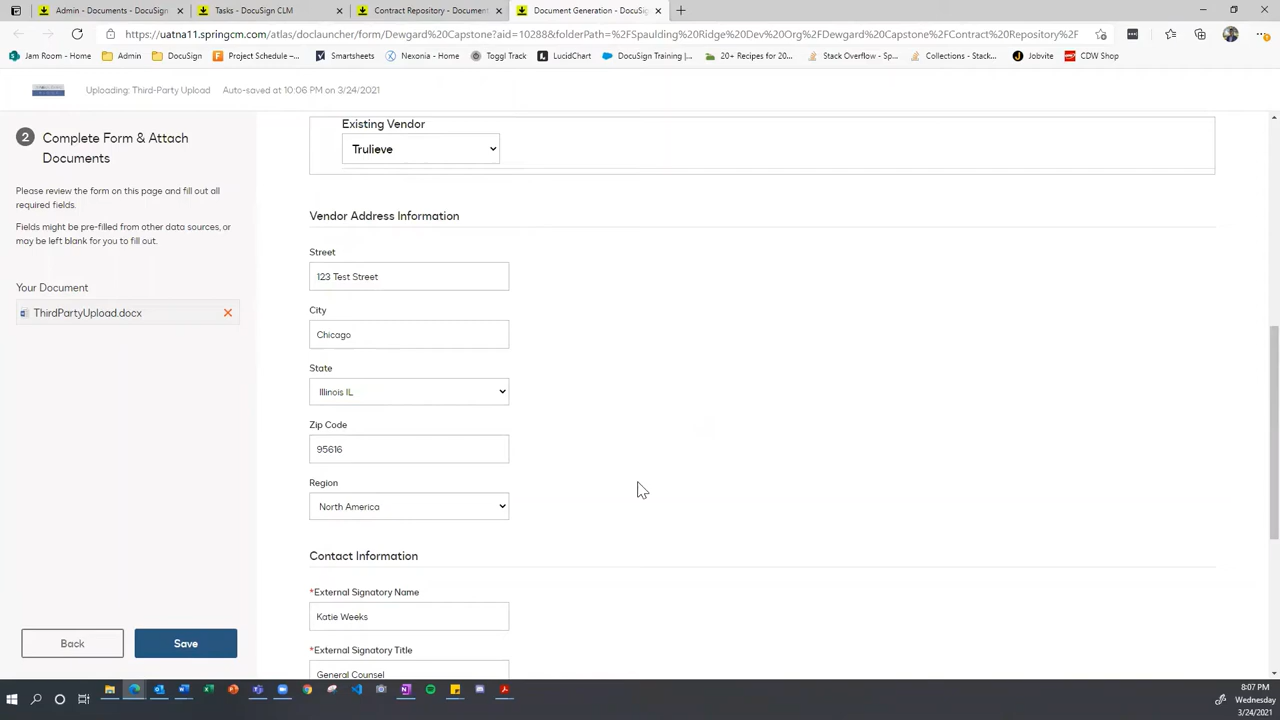 Admin - Documents - DocuSign
Tasks - DocuSign CLM
Contract Repository - Document
Document Generation - DocuSig
https://uatna11.springcm.com/atlas/doclauncher/form/Dewgard%20Capstone?aid=10288&folderPath=%2FSpaulding%20Ridge%20Dev%20Org%2FDewgard%20Capstone%2FContract%20Repository%2F
Jam Room - Home
Admin
DocuSign
Project Schedule -...
Smartsheets
Nexonia - Home
Toggl Track
LucidChart
DocuSign Training |...
20+ Recipes for 20...
Stack Overflow - Sp...
Collections - Stack...
Jobvite
CDW Shop
Uploading: Third-Party Upload
Auto-saved at 10:06 PM on 3/24/2021
2
Complete Form & Attach
Documents
Please review the form on this page and fill out all
required fields.
Fields might be pre-filled from other data sources, or
may be left blank for you to fill out.
Your Document
ThirdPartyUpload.docx
Back
Save
Existing Vendor
Trulieve
Vendor Address Information
Street
123 Test Street
City
Chicago
State
Illinois IL
Zip Code
95616
Region
North America
Contact Information
*External Signatory Name
Katie Weeks
*External Signatory Title
General Counsel
8:07 PM
Wednesday
3/24/2021